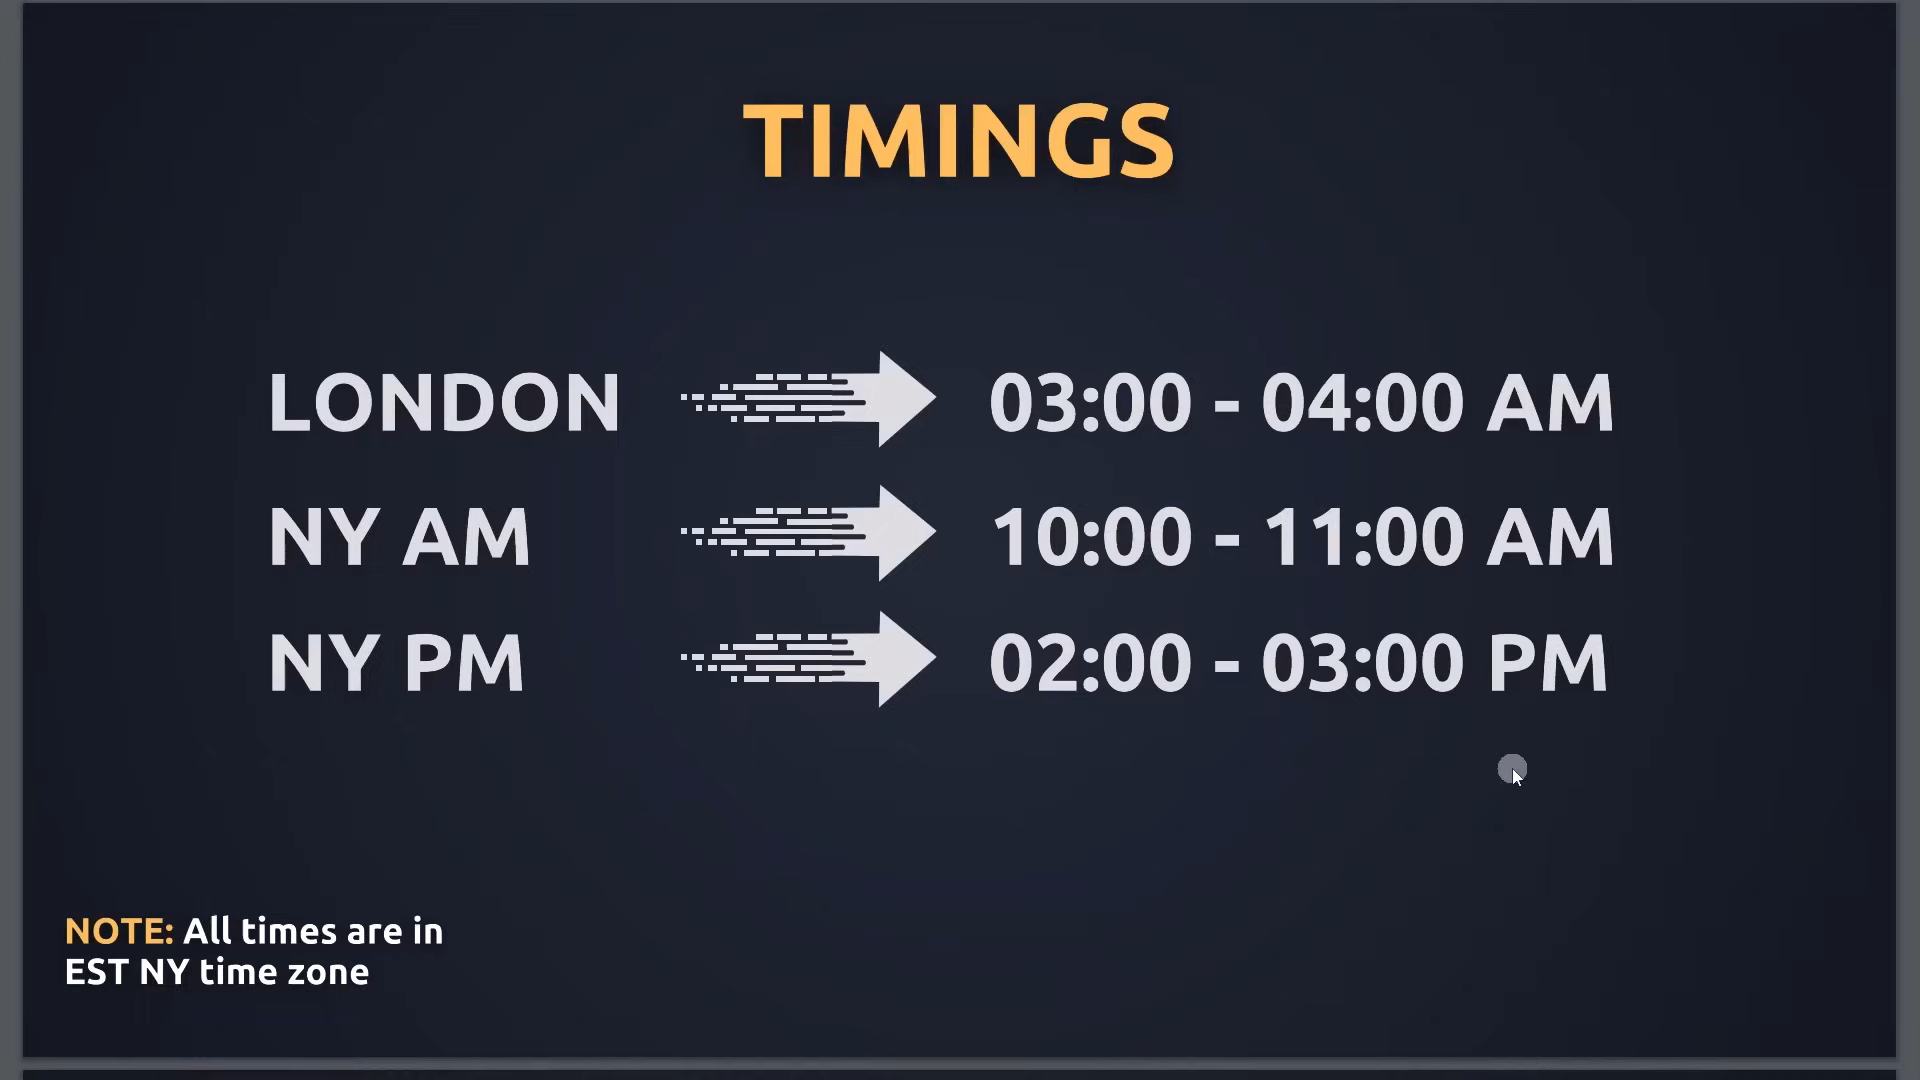 TIMINGS
LONDON 03:00 - 04:00 AM
NY AM 10:00 - 11:00 AM
NY PM 02:00 - 03:00 PM
NOTE: All times are in
EST NY time zone